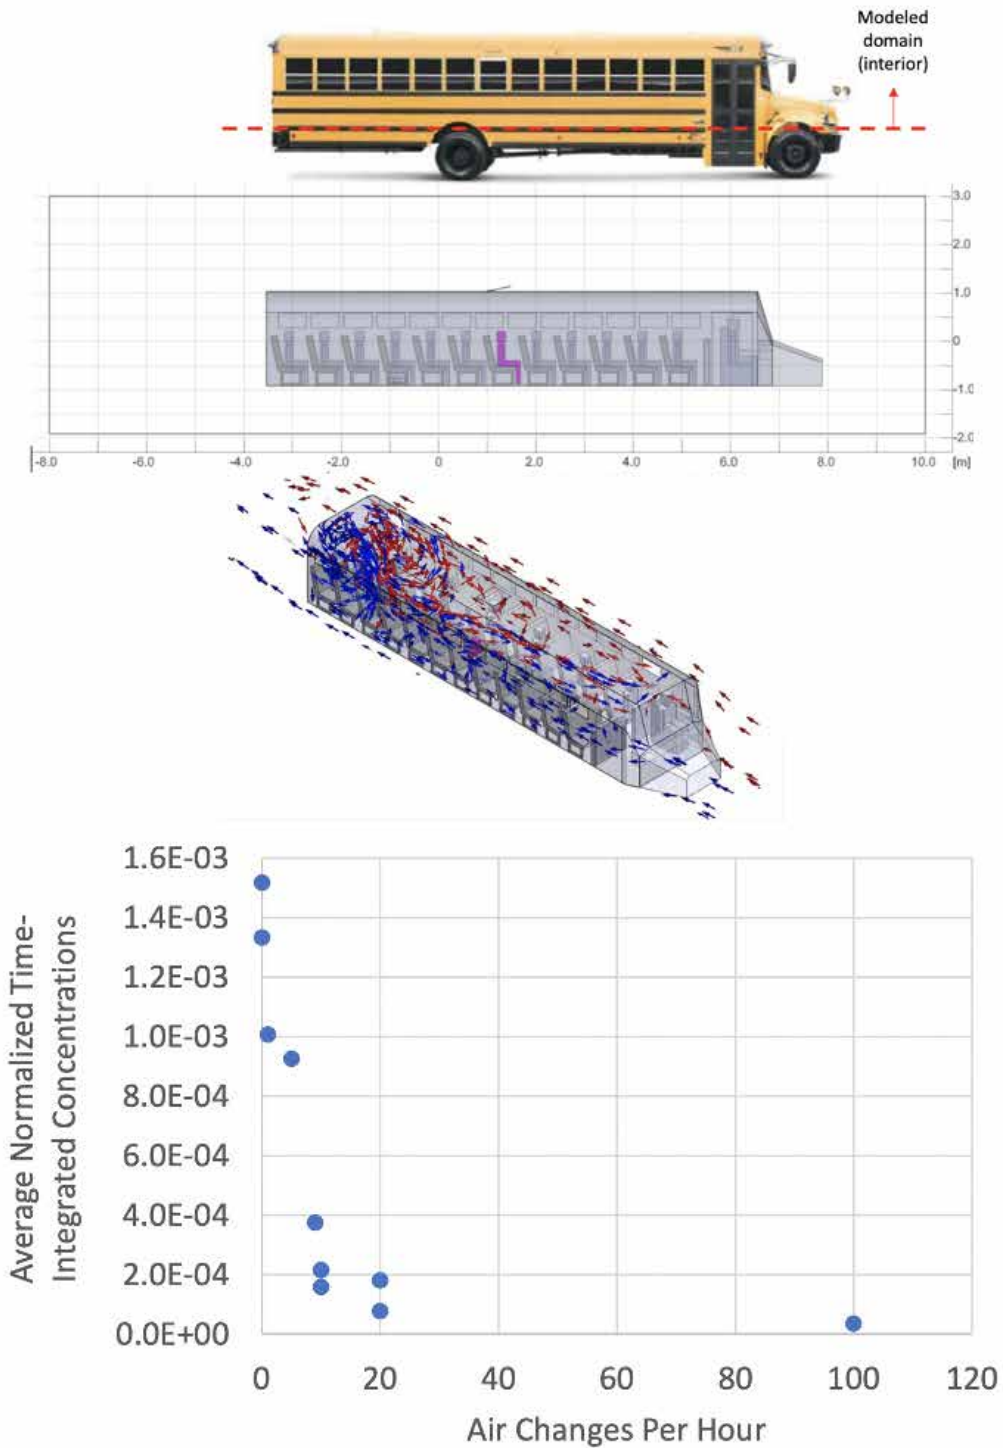 Modeled
domain
(interior)
3.0
2.0
1.0
0
-1.0
-2.0
-8.0 -6.0 -4.0 -2.0 0 2.0 4.0 6.0 8.0 10.0 [m]
Average Normalized Time-
Integrated Concentrations
1.6E-03
1.4E-03
1.2E-03
1.0E-03
8.0E-04
6.0E-04
4.0E-04
2.0E-04
0.0E+00
0 20 40 60 80 100 120
Air Changes Per Hour